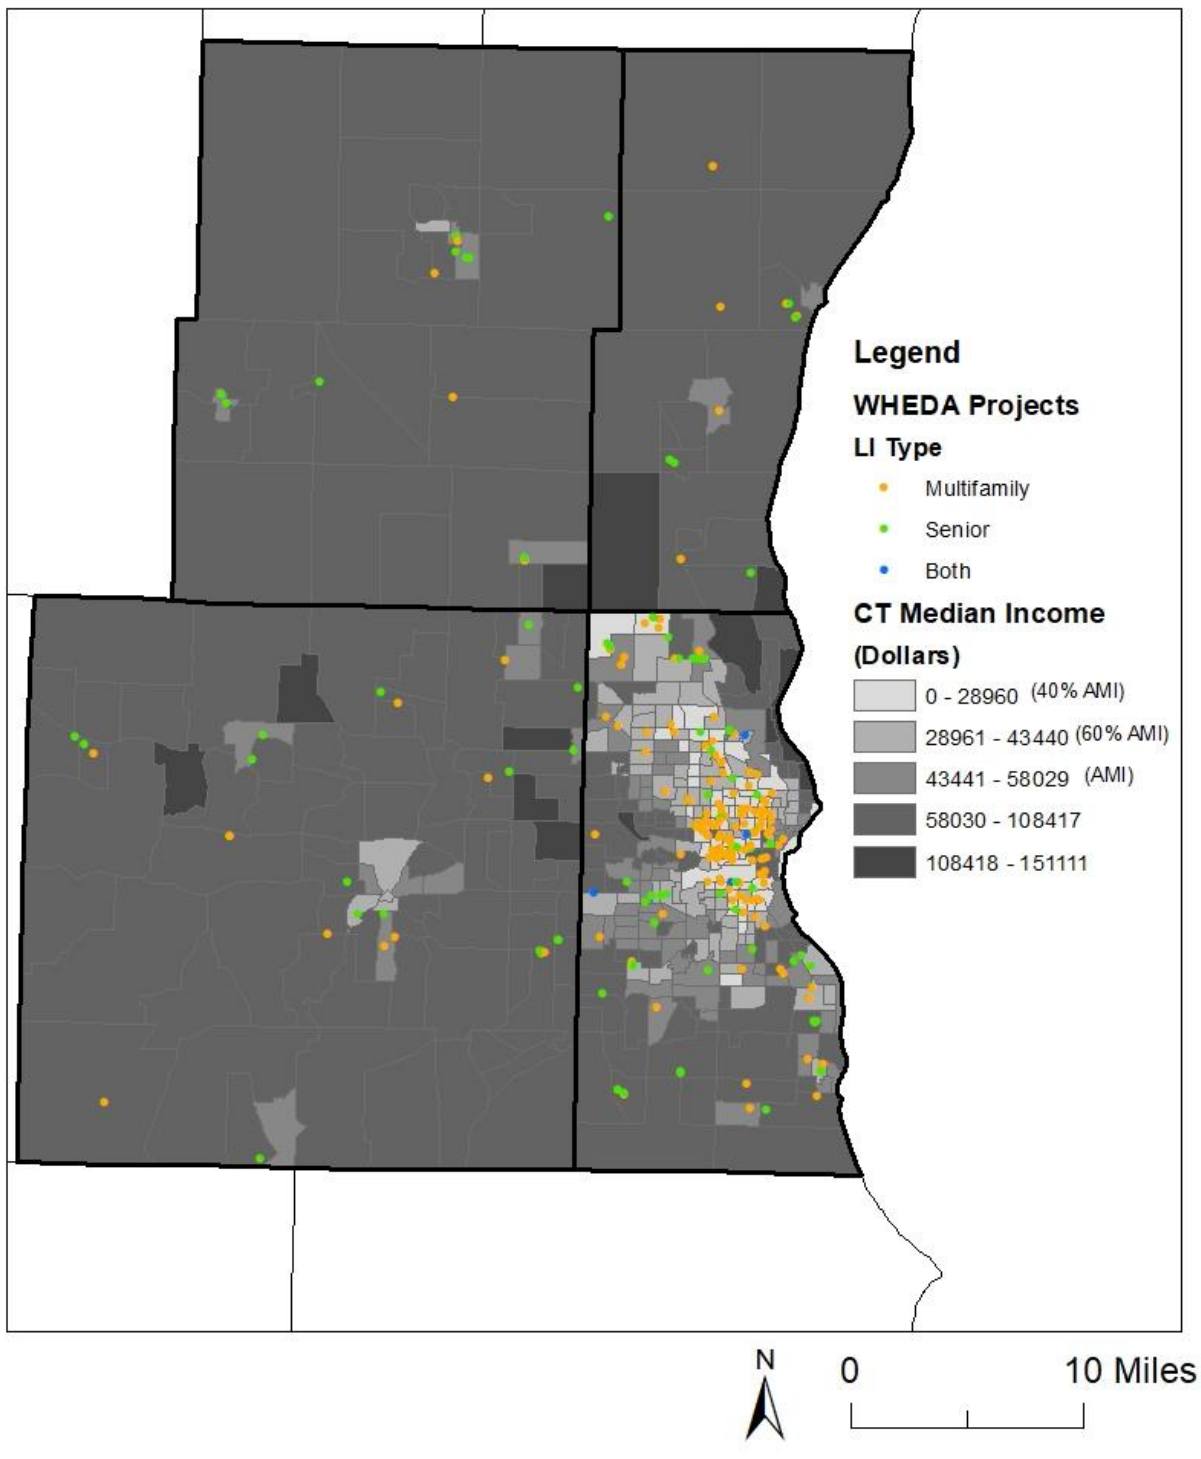 Legend
WHEDA Projects
LI Type
Multifamily
Senior
Both
CT Median Income
(Dollars)
0 - 28960 (40% AMI)
28961 - 43440 (60% AMI)
43441 - 58029 (AMI)
58030 - 108417
108418 - 151111
N
0 10 Miles